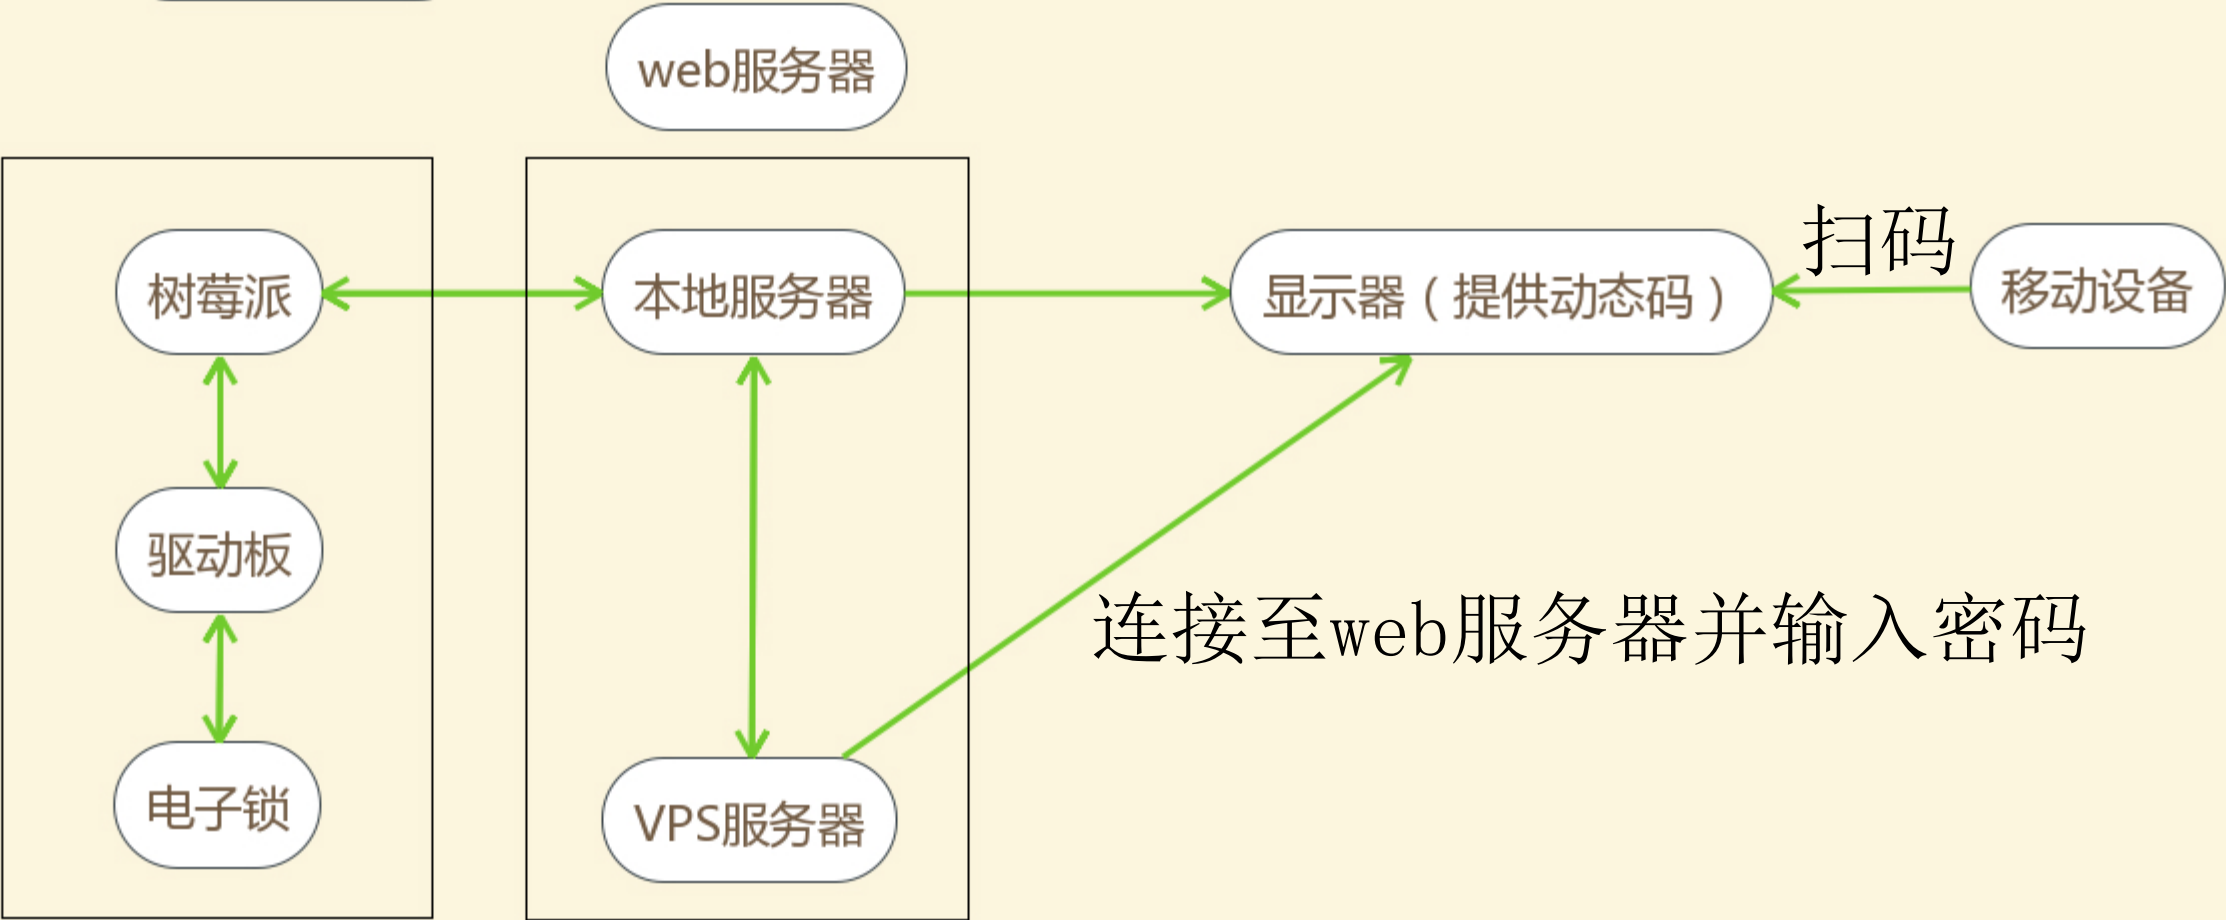 web服务器
树莓派
本地服务器
显示器（提供动态码）
扫码
移动设备
驱动板
连接至web服务器并输入密码
电子锁
VPS服务器